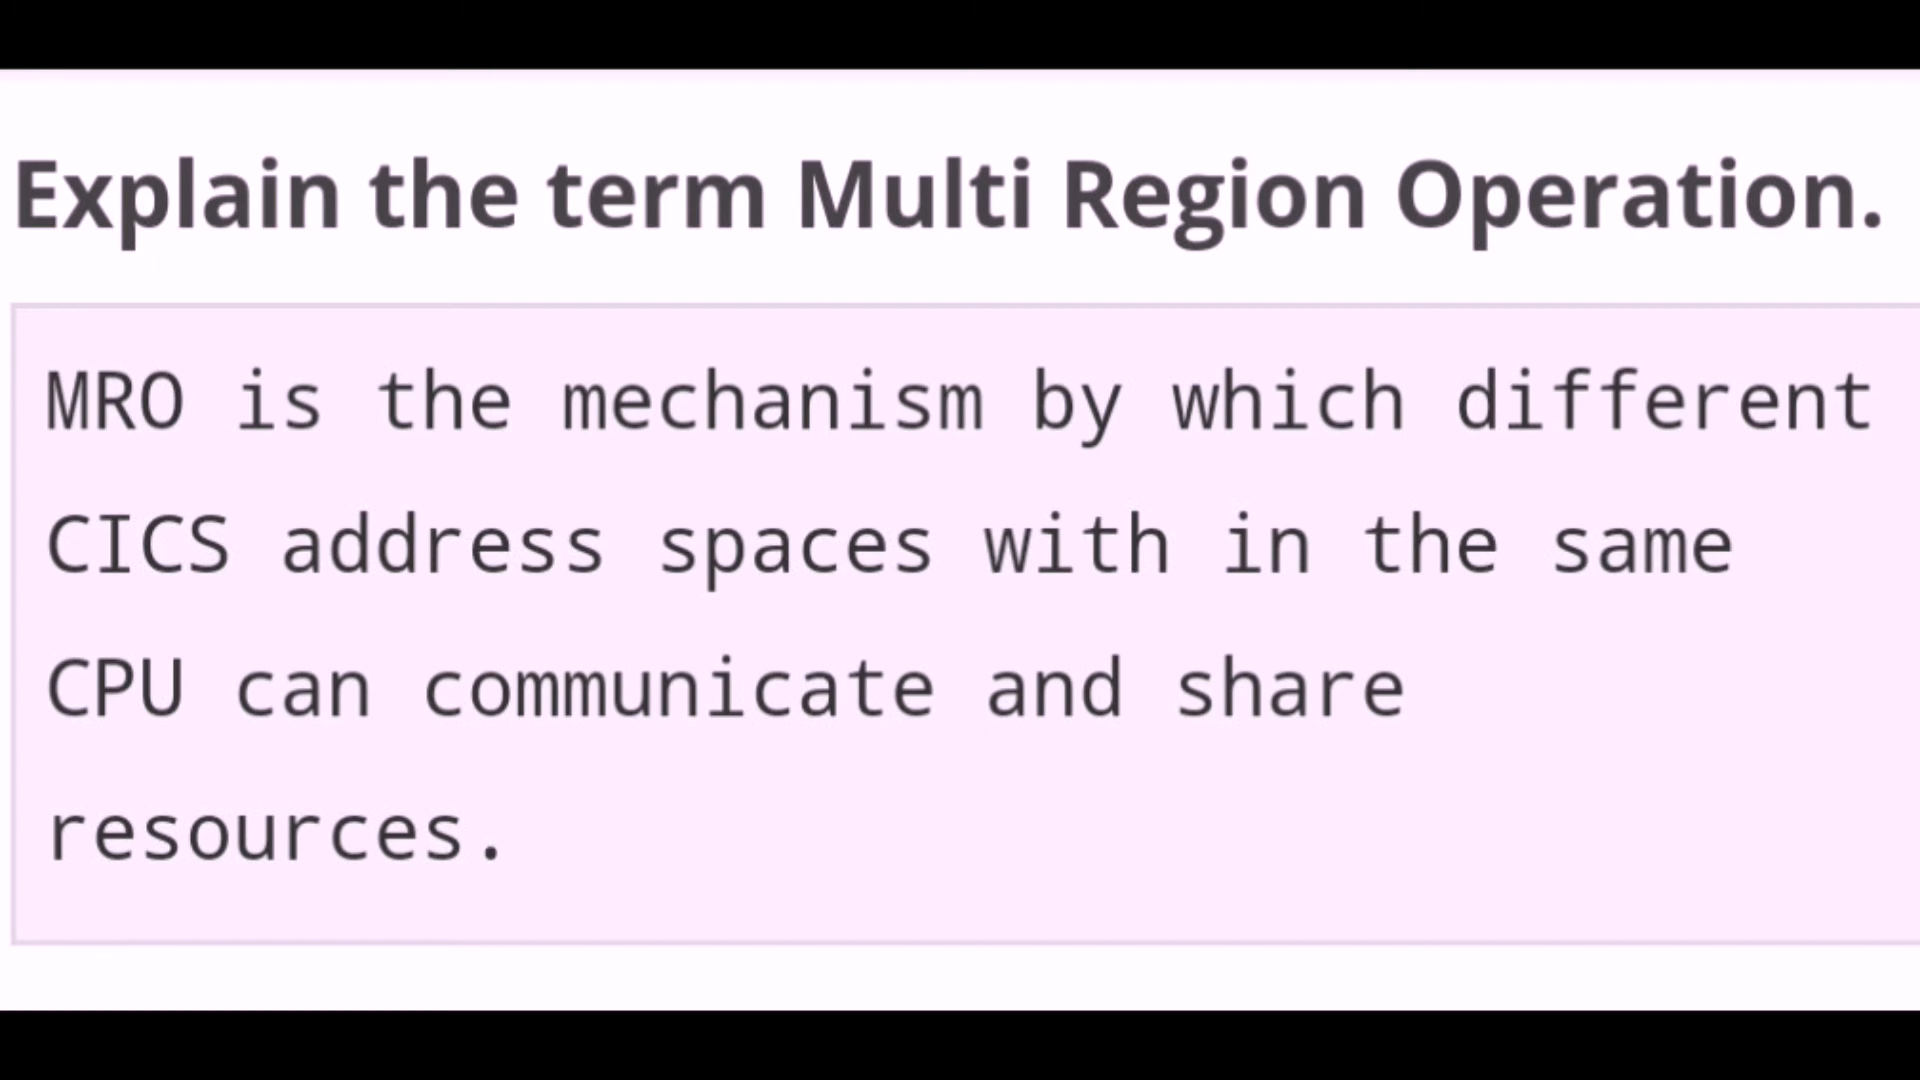 Explain the term Multi Region Operation.
MRO is the mechanism by which different
CICS address spaces with in the same
CPU can communicate and share
resources.